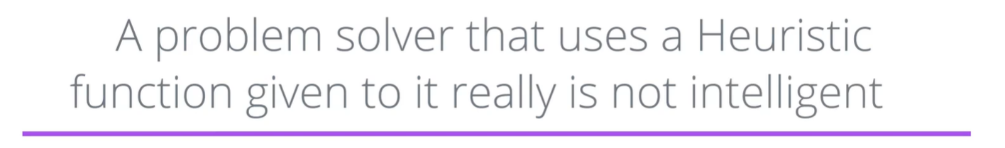 A problem solver that uses a Heuristic
function given to it really is not intelligent